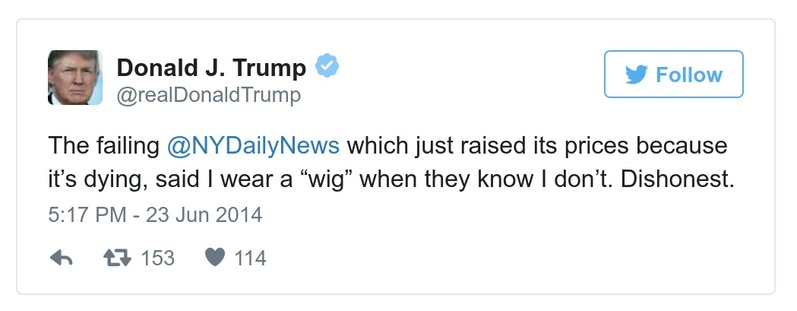 Donald J. Trump
@realDonaldTrump
Follow
The failing @NYDailyNews which just raised its prices because
it’s dying, said I wear a “wig” when they know I don’t. Dishonest.
5:17 PM - 23 Jun 2014
153 114